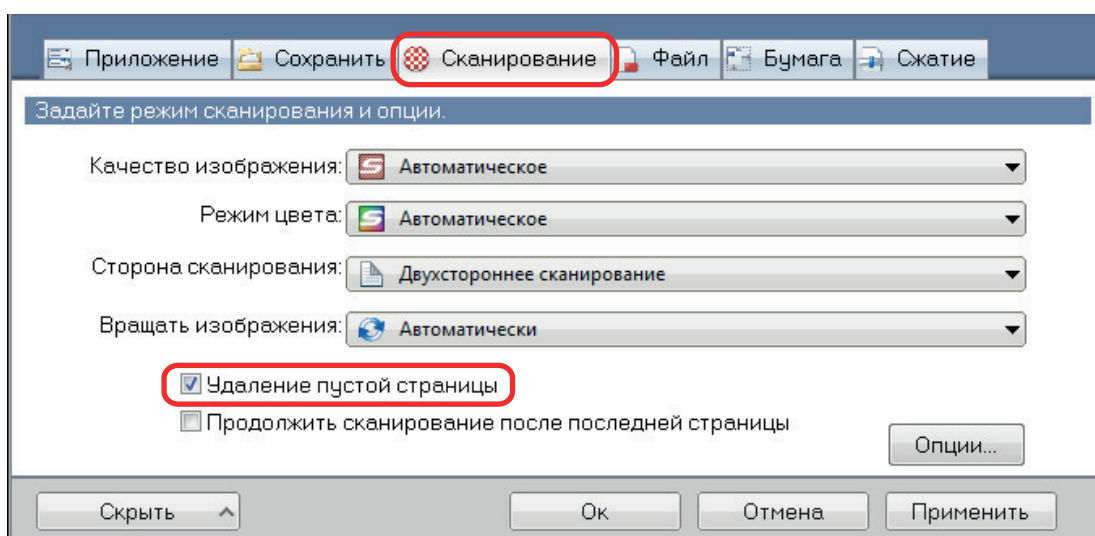 Приложение Сохранить Сканирование Файл Бумага Сжатие
Задайте режим сканирования и опции.
Качество изображения: Автоматическое
Режим цвета: Автоматическое
Сторона сканирования: Двухстороннее сканирование
Вращать изображения: Автоматически
Удаление пустой страницы
Продолжить сканирование после последней страницы
Опции...
Скрыть Ок Отмена Применить